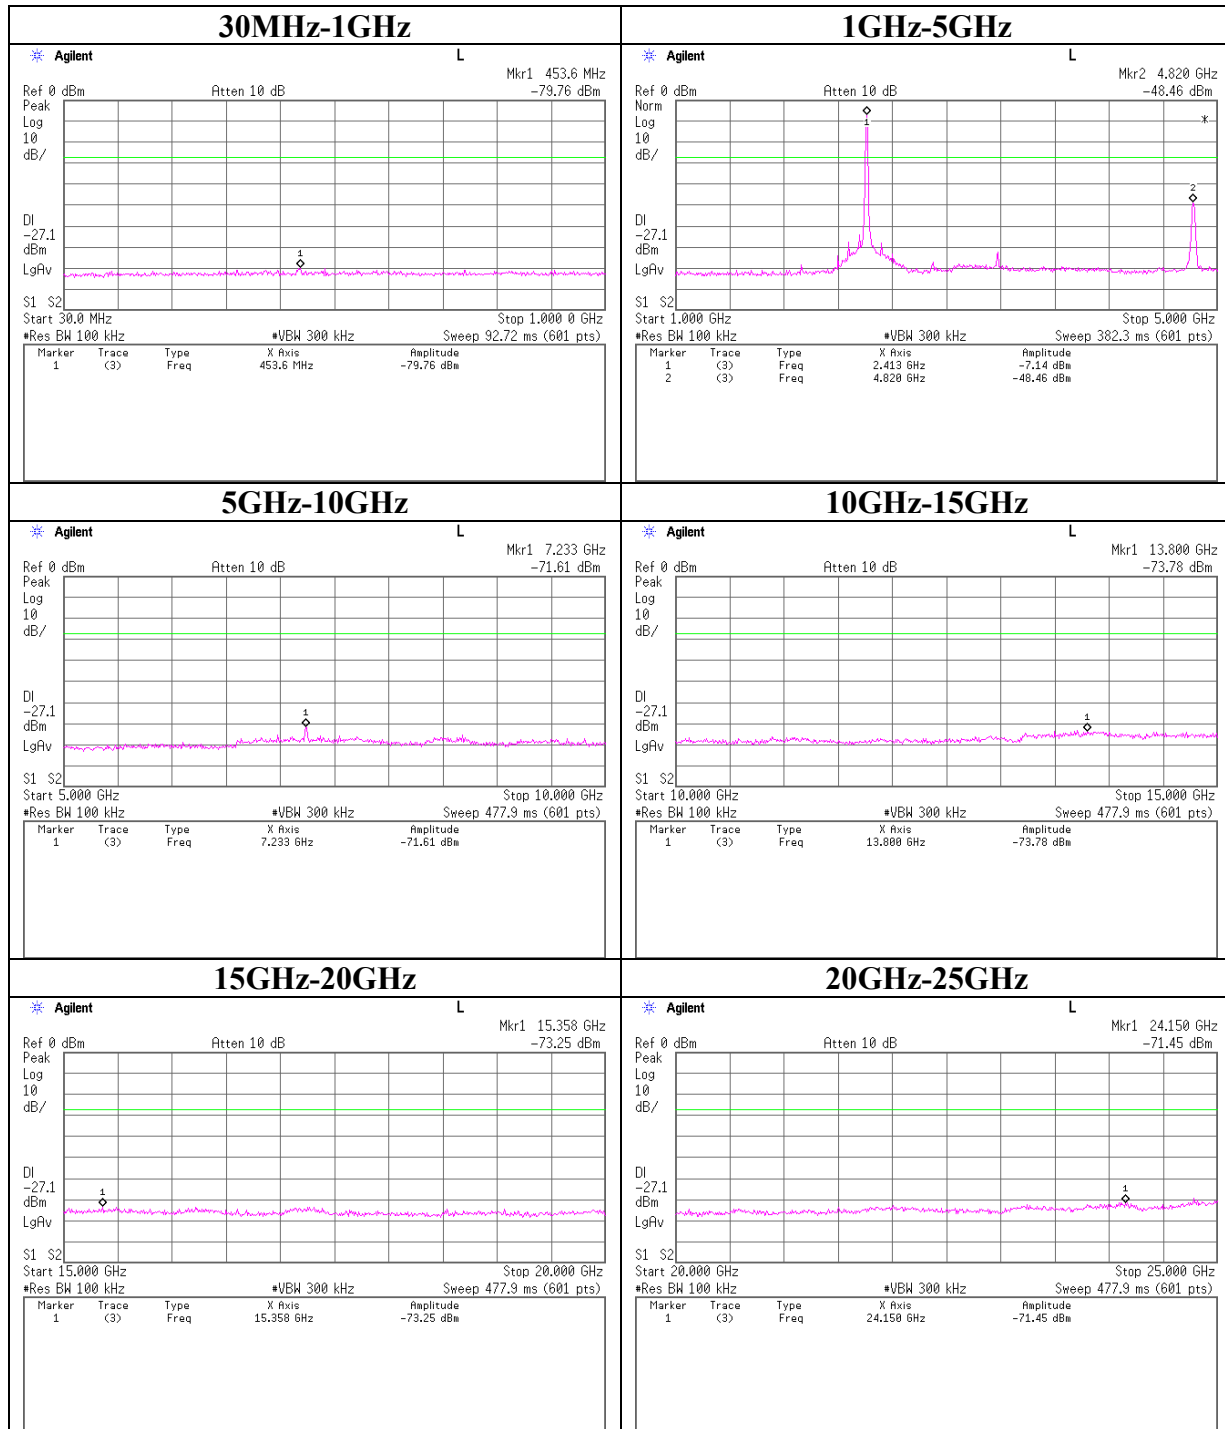 30MHz-1GHz
Agilent L
Mkr1 453.6 MHz
Ref 0 dBm Atten 10 dB -79.76 dBm
Peak
Log
10
dB/
1
DI
-27.1
dBm
LgAv
S1 S2
Start 30.0 MHz Stop 1.000 0 GHz
#Res BW 100 kHz #VBW 300 kHz Sweep 92.72 ms (601 pts)
Marker Trace Type X Axis Amplitude
1 (3) Freq 453.6 MHz -79.76 dBm
1GHz-5GHz
Agilent L
Mkr2 4.820 GHz
Ref 0 dBm Atten 10 dB -48.46 dBm
Norm
Log
10
dB/
1
*
2
DI
-27.1
dBm
LgAv
S1 S2
Start 1.000 GHz Stop 5.000 GHz
#Res BW 100 kHz #VBW 300 kHz Sweep 382.3 ms (601 pts)
Marker Trace Type X Axis Amplitude
1 (3) Freq 2.413 GHz -7.14 dBm
2 (3) Freq 4.820 GHz -48.46 dBm
5GHz-10GHz
Agilent L
Mkr1 7.233 GHz
Ref 0 dBm Atten 10 dB -71.61 dBm
Peak
Log
10
dB/
1
DI
-27.1
dBm
LgAv
S1 S2
Start 5.000 GHz Stop 10.000 GHz
#Res BW 100 kHz #VBW 300 kHz Sweep 477.9 ms (601 pts)
Marker Trace Type X Axis Amplitude
1 (3) Freq 7.233 GHz -71.61 dBm
10GHz-15GHz
Agilent L
Mkr1 13.800 GHz
Ref 0 dBm Atten 10 dB -73.78 dBm
Peak
Log
10
dB/
1
DI
-27.1
dBm
LgAv
S1 S2
Start 10.000 GHz Stop 15.000 GHz
#Res BW 100 kHz #VBW 300 kHz Sweep 477.9 ms (601 pts)
Marker Trace Type X Axis Amplitude
1 (3) Freq 13.800 GHz -73.78 dBm
15GHz-20GHz
Agilent L
Mkr1 15.358 GHz
Ref 0 dBm Atten 10 dB -73.25 dBm
Peak
Log
10
dB/
1
DI
-27.1
dBm
LgAv
S1 S2
Start 15.000 GHz Stop 20.000 GHz
#Res BW 100 kHz #VBW 300 kHz Sweep 477.9 ms (601 pts)
Marker Trace Type X Axis Amplitude
1 (3) Freq 15.358 GHz -73.25 dBm
20GHz-25GHz
Agilent L
Mkr1 24.150 GHz
Ref 0 dBm Atten 10 dB -71.45 dBm
Peak
Log
10
dB/
1
DI
-27.1
dBm
LgAv
S1 S2
Start 20.000 GHz Stop 25.000 GHz
#Res BW 100 kHz #VBW 300 kHz Sweep 477.9 ms (601 pts)
Marker Trace Type X Axis Amplitude
1 (3) Freq 24.150 GHz -71.45 dBm